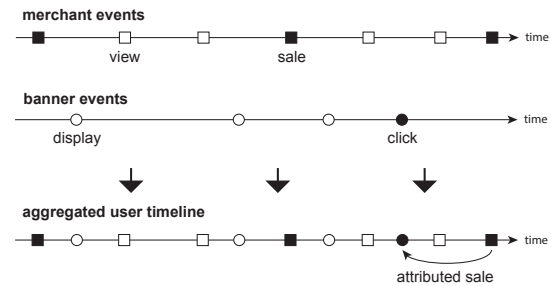 merchant events
time
view sale
banner events
time
display click
aggregated user timeline
time
attributed sale